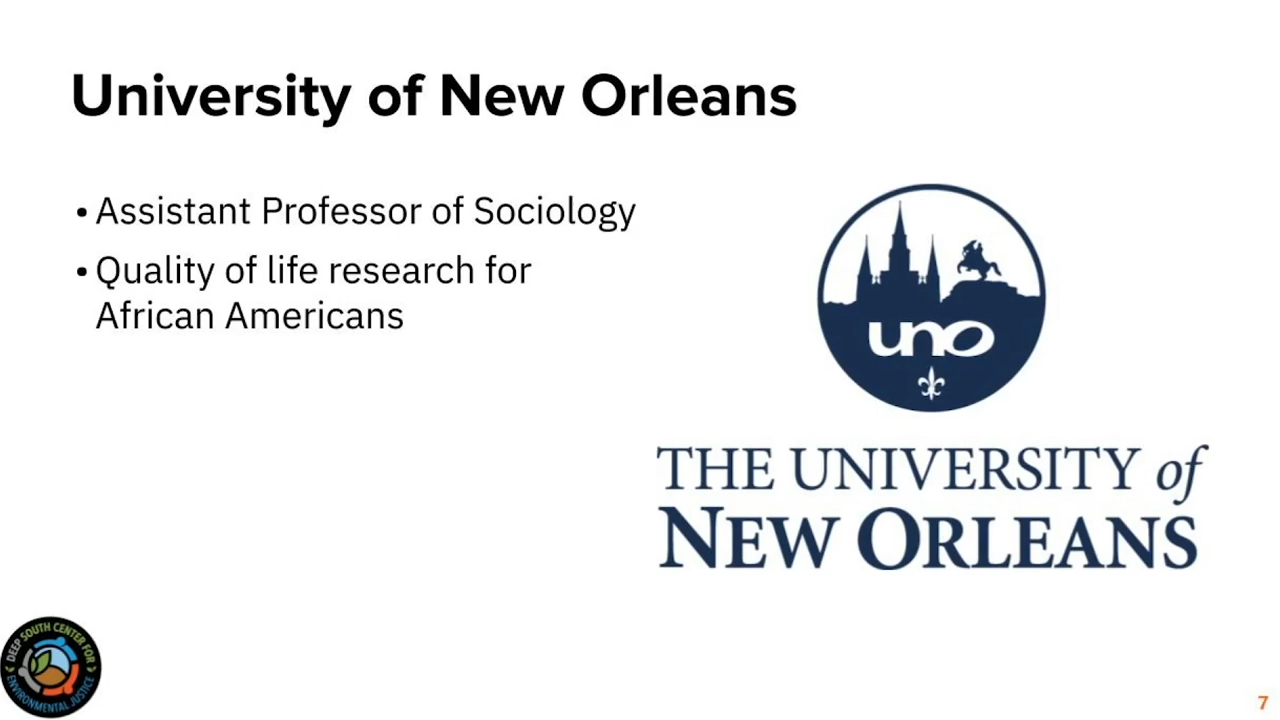 University of New Orleans
• Assistant Professor of Sociology
• Quality of life research for
African Americans
uno
THE UNIVERSITY of
NEW ORLEANS
DEEP SOUTH CENTER FOR
ENVIRONMENTAL JUSTICE
7